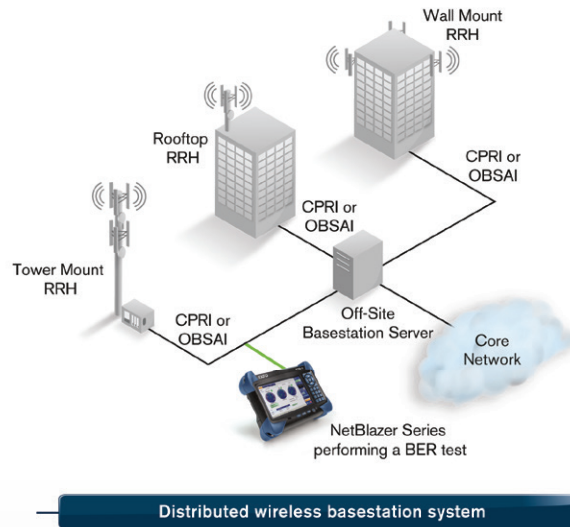 Wall Mount
RRH
Rooftop
RRH
CPRI or
OBSAI
CPRI or
OBSAI
Tower Mount
RRH
CPRI or
OBSAI
Off-Site
Basestation Server
Core
Network
NetBlazer Series
performing a BER test
Distributed wireless basestation system